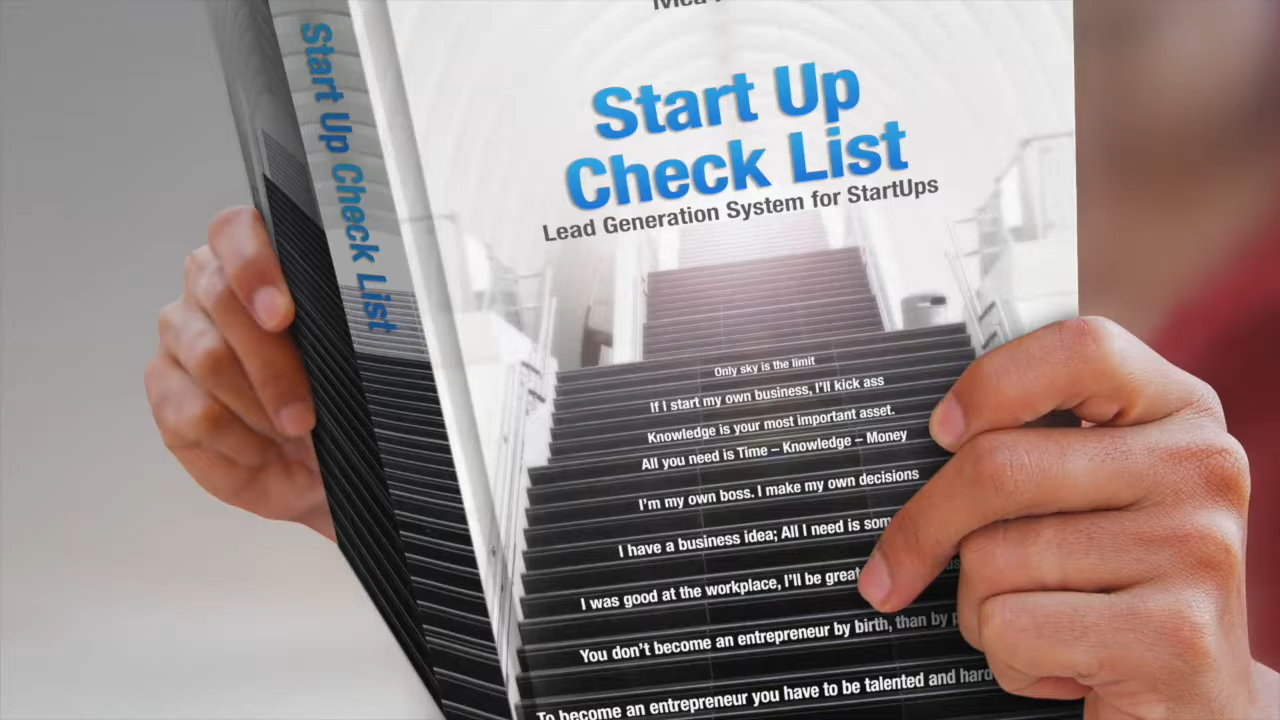 Start Up Check List
Start Up
Check List
Lead Generation System for StartUps
Only sky is the limit
If I start my own business, I'll kick ass
Knowledge is your most important asset.
All you need is Time – Knowledge – Money
I'm my own boss. I make my own decisions
I have a business idea; All I need is
I was good at the workplace, I'll be great
You don't become an entrepreneur by birth, than by
To become an entrepreneur you have to be talented and